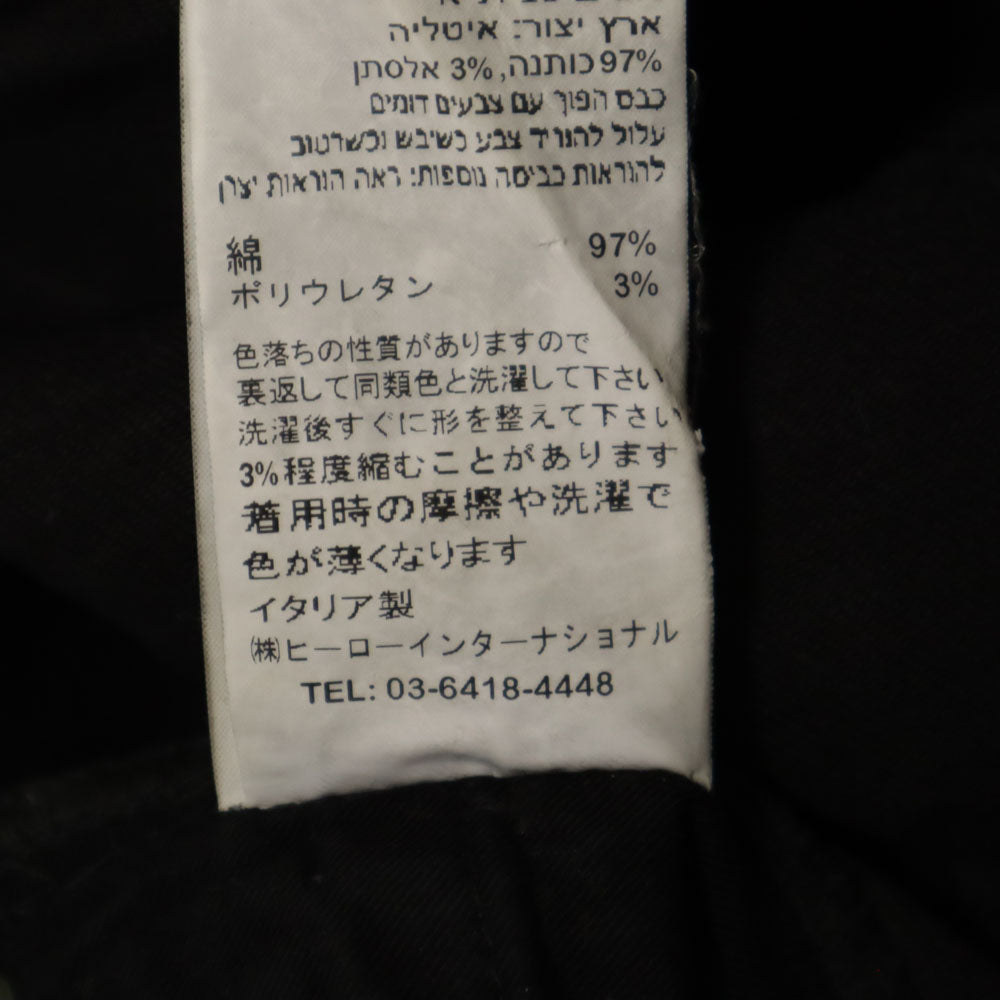 ארץ יצור: איטליה
97% כותנה, 3% אלסתן
כבס הפוך עם צבעים דומים
עלול להוריד צבע כשיבש וכשרטוב
להוראות כביסה נוספות: ראה הוראות יצרן
綿 97%
ポリウレタン 3%
色落ちの性質がありますので
裏返して同類色と洗濯して下さい
洗濯後すぐに形を整えて下さい
3%程度縮むことがあります
着用時の摩擦や洗濯で
色が薄くなります
イタリア製
㈱ヒーローインターナショナル
TEL: 03-6418-4448